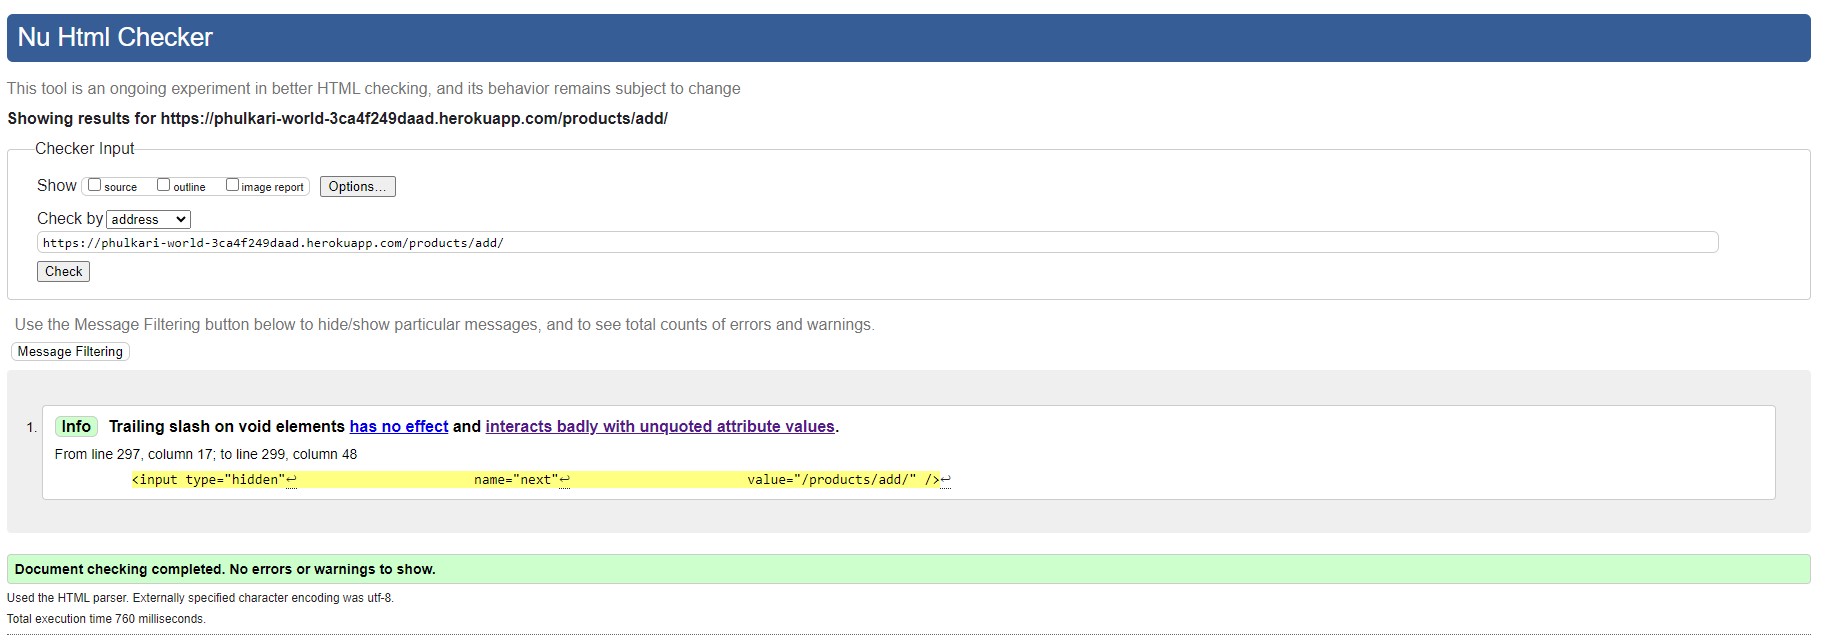 Nu Html Checker
This tool is an ongoing experiment in better HTML checking, and its behavior remains subject to change
Showing results for https://phulkari-world-3ca4f249daad.herokuapp.com/products/add/
Checker Input
Show source outline image report Options...
Check by address
https://phulkari-world-3ca4f249daad.herokuapp.com/products/add/
Check
Use the Message Filtering button below to hide/show particular messages, and to see total counts of errors and warnings.
Message Filtering
1. Info Trailing slash on void elements has no effect and interacts badly with unquoted attribute values.
From line 297, column 17; to line 299, column 48
<input type="hidden"↩ name="next"↩ value="/products/add/" />↩
Document checking completed. No errors or warnings to show.
Used the HTML parser. Externally specified character encoding was utf-8.
Total execution time 760 milliseconds.